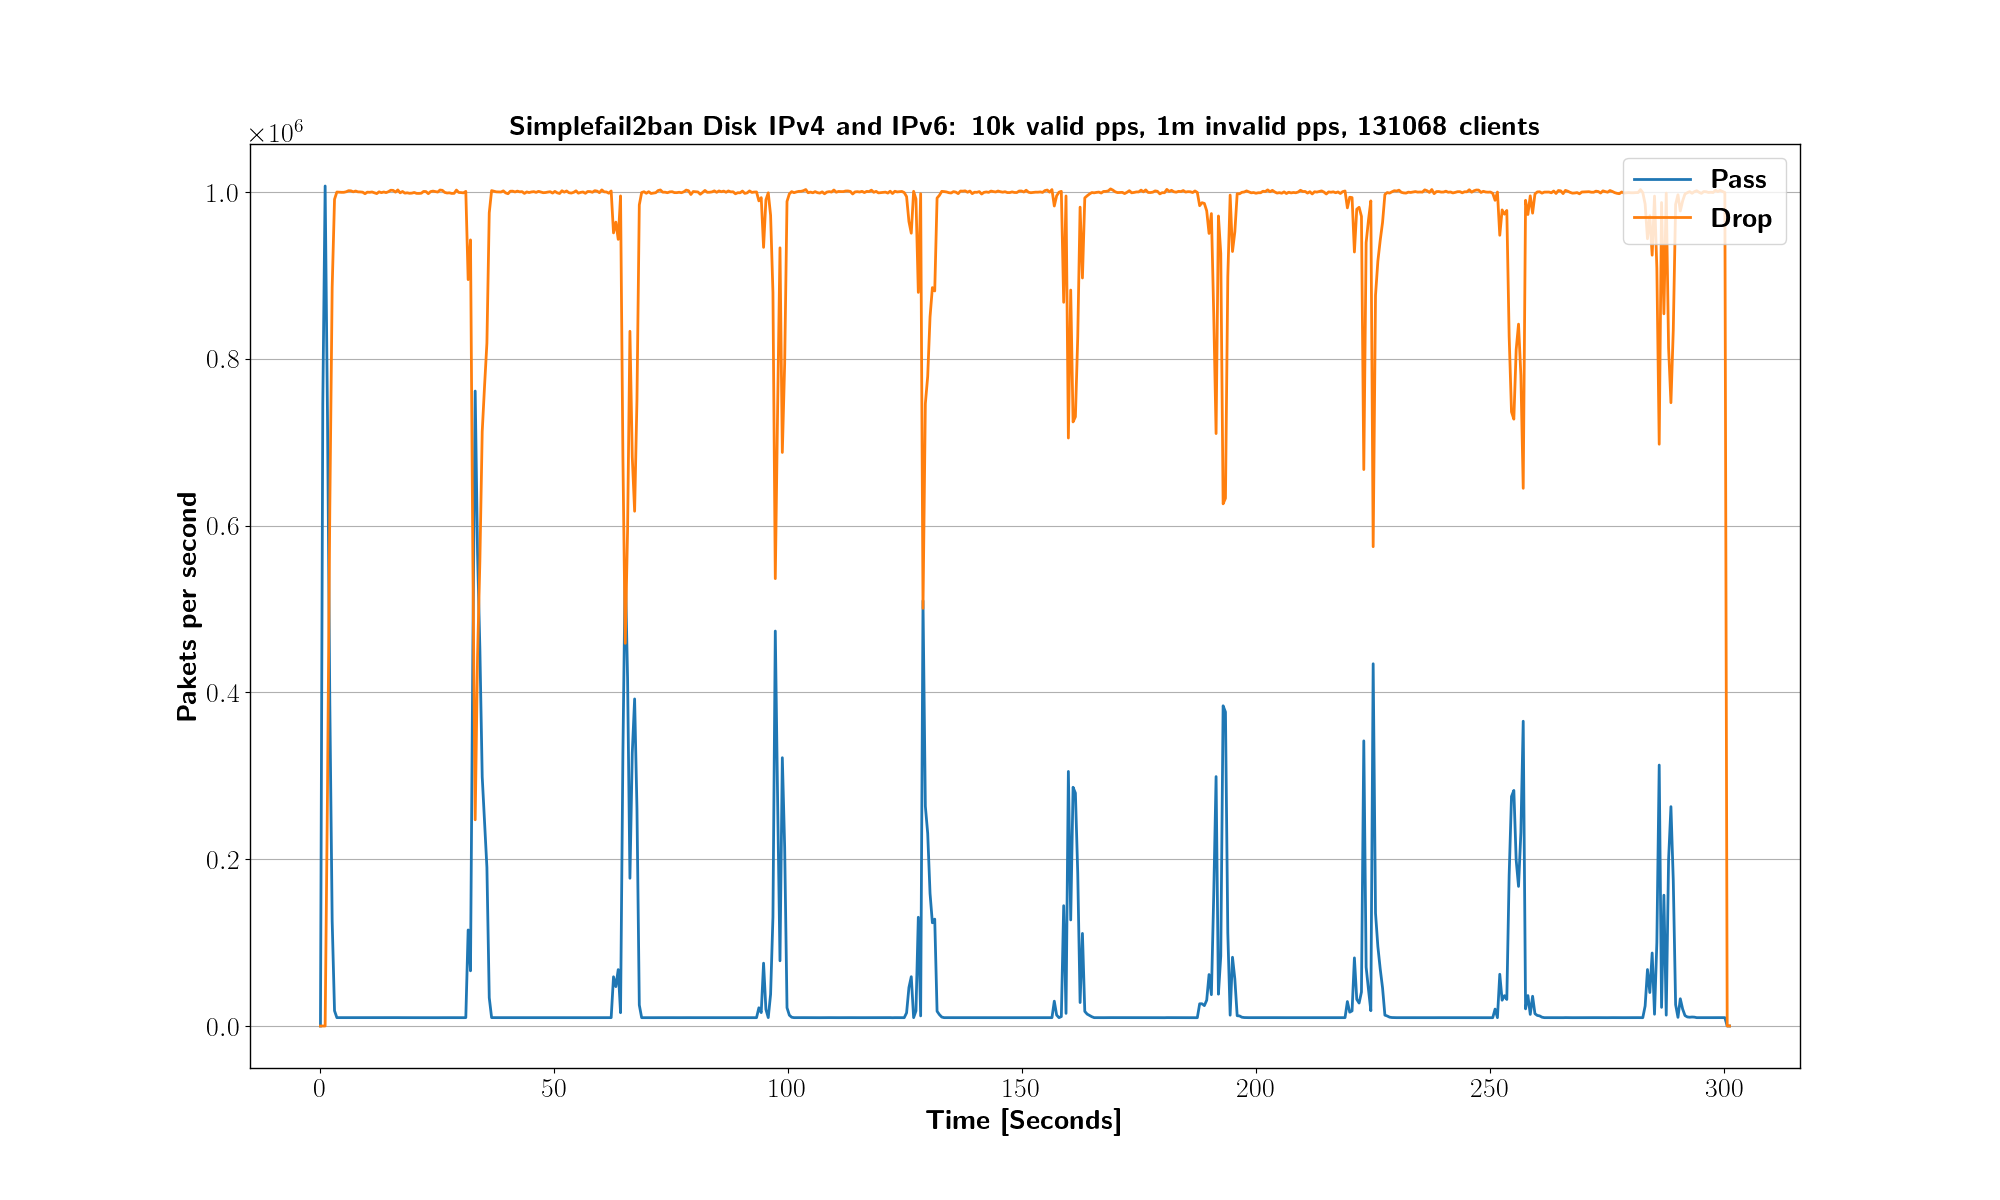 Simplefail2ban Disk IPv4 and IPv6: 10k valid pps, 1m invalid pps, 131068 clients
×10⁶
Pass
Drop
1.0
0.8
0.6
0.4
0.2
0.0
Pakets per second
0 50 100 150 200 250 300
Time [Seconds]